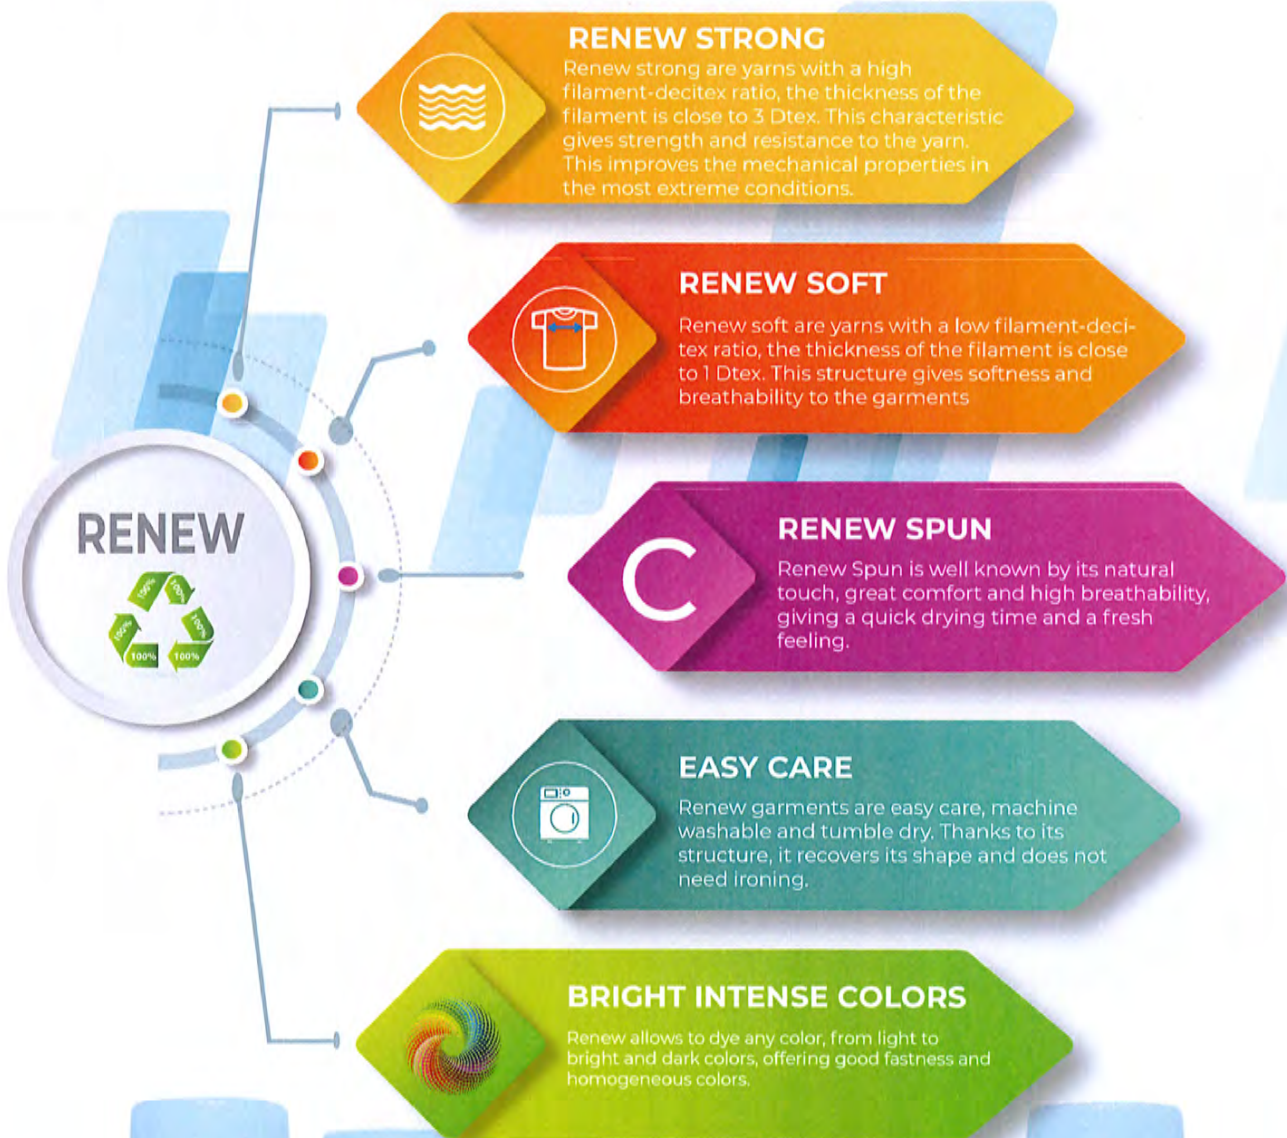 RENEW STRONG
Renew strong are yarns with a high
filament-decitex ratio, the thickness of the
filament is close to 3 Dtex. This characteristic
gives strength and resistance to the yarn.
This improves the mechanical properties in
the most extreme conditions.
RENEW SOFT
Renew soft are yarns with a low filament-deci-
tex ratio, the thickness of the filament is close
to 1 Dtex. This structure gives softness and
breathability to the garments
RENEW
100%
100%
100%
100%
100%
100%
C
RENEW SPUN
Renew Spun is well known by its natural
touch, great comfort and high breathability,
giving a quick drying time and a fresh
feeling.
EASY CARE
Renew garments are easy care, machine
washable and tumble dry. Thanks to its
structure, it recovers its shape and does not
need ironing.
BRIGHT INTENSE COLORS
Renew allows to dye any color, from light to
bright and dark colors, offering good fastness and
homogeneous colors.